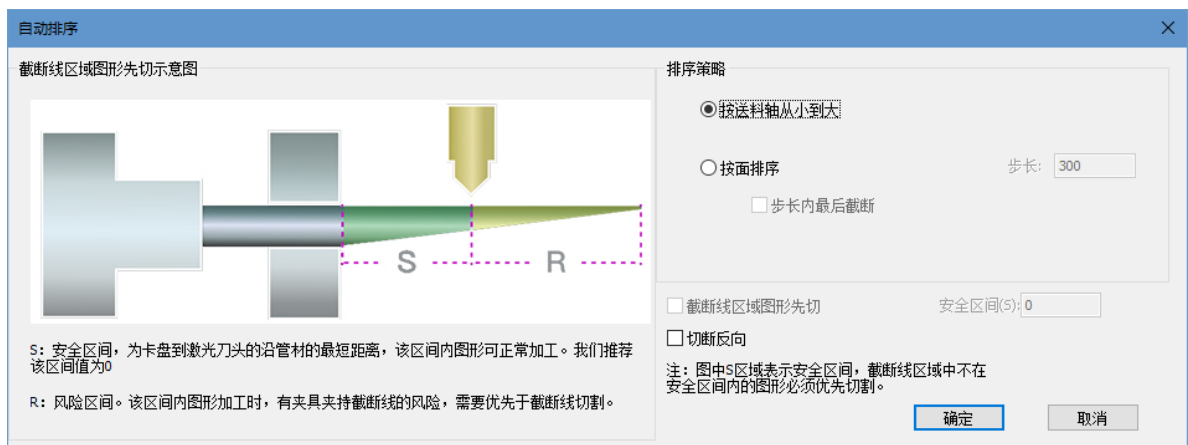 自动排序
截断线区域图形先切示意图
S
R
S: 安全区间，为卡盘到激光刀头的沿管材的最短距离，该区间内图形可正常加工。我们推荐
该区间值为0
R: 风险区间。该区间内图形加工时，有夹具夹持截断线的风险，需要优先于截断线切割。
排序策略
按送料轴从小到大
按面排序 步长: 300
步长内最后截断
截断线区域图形先切 安全区间(S): 0
切断反向
注: 图中S区域表示安全区间，截断线区域中不在
安全区间内的图形必须优先切割。
确定 取消